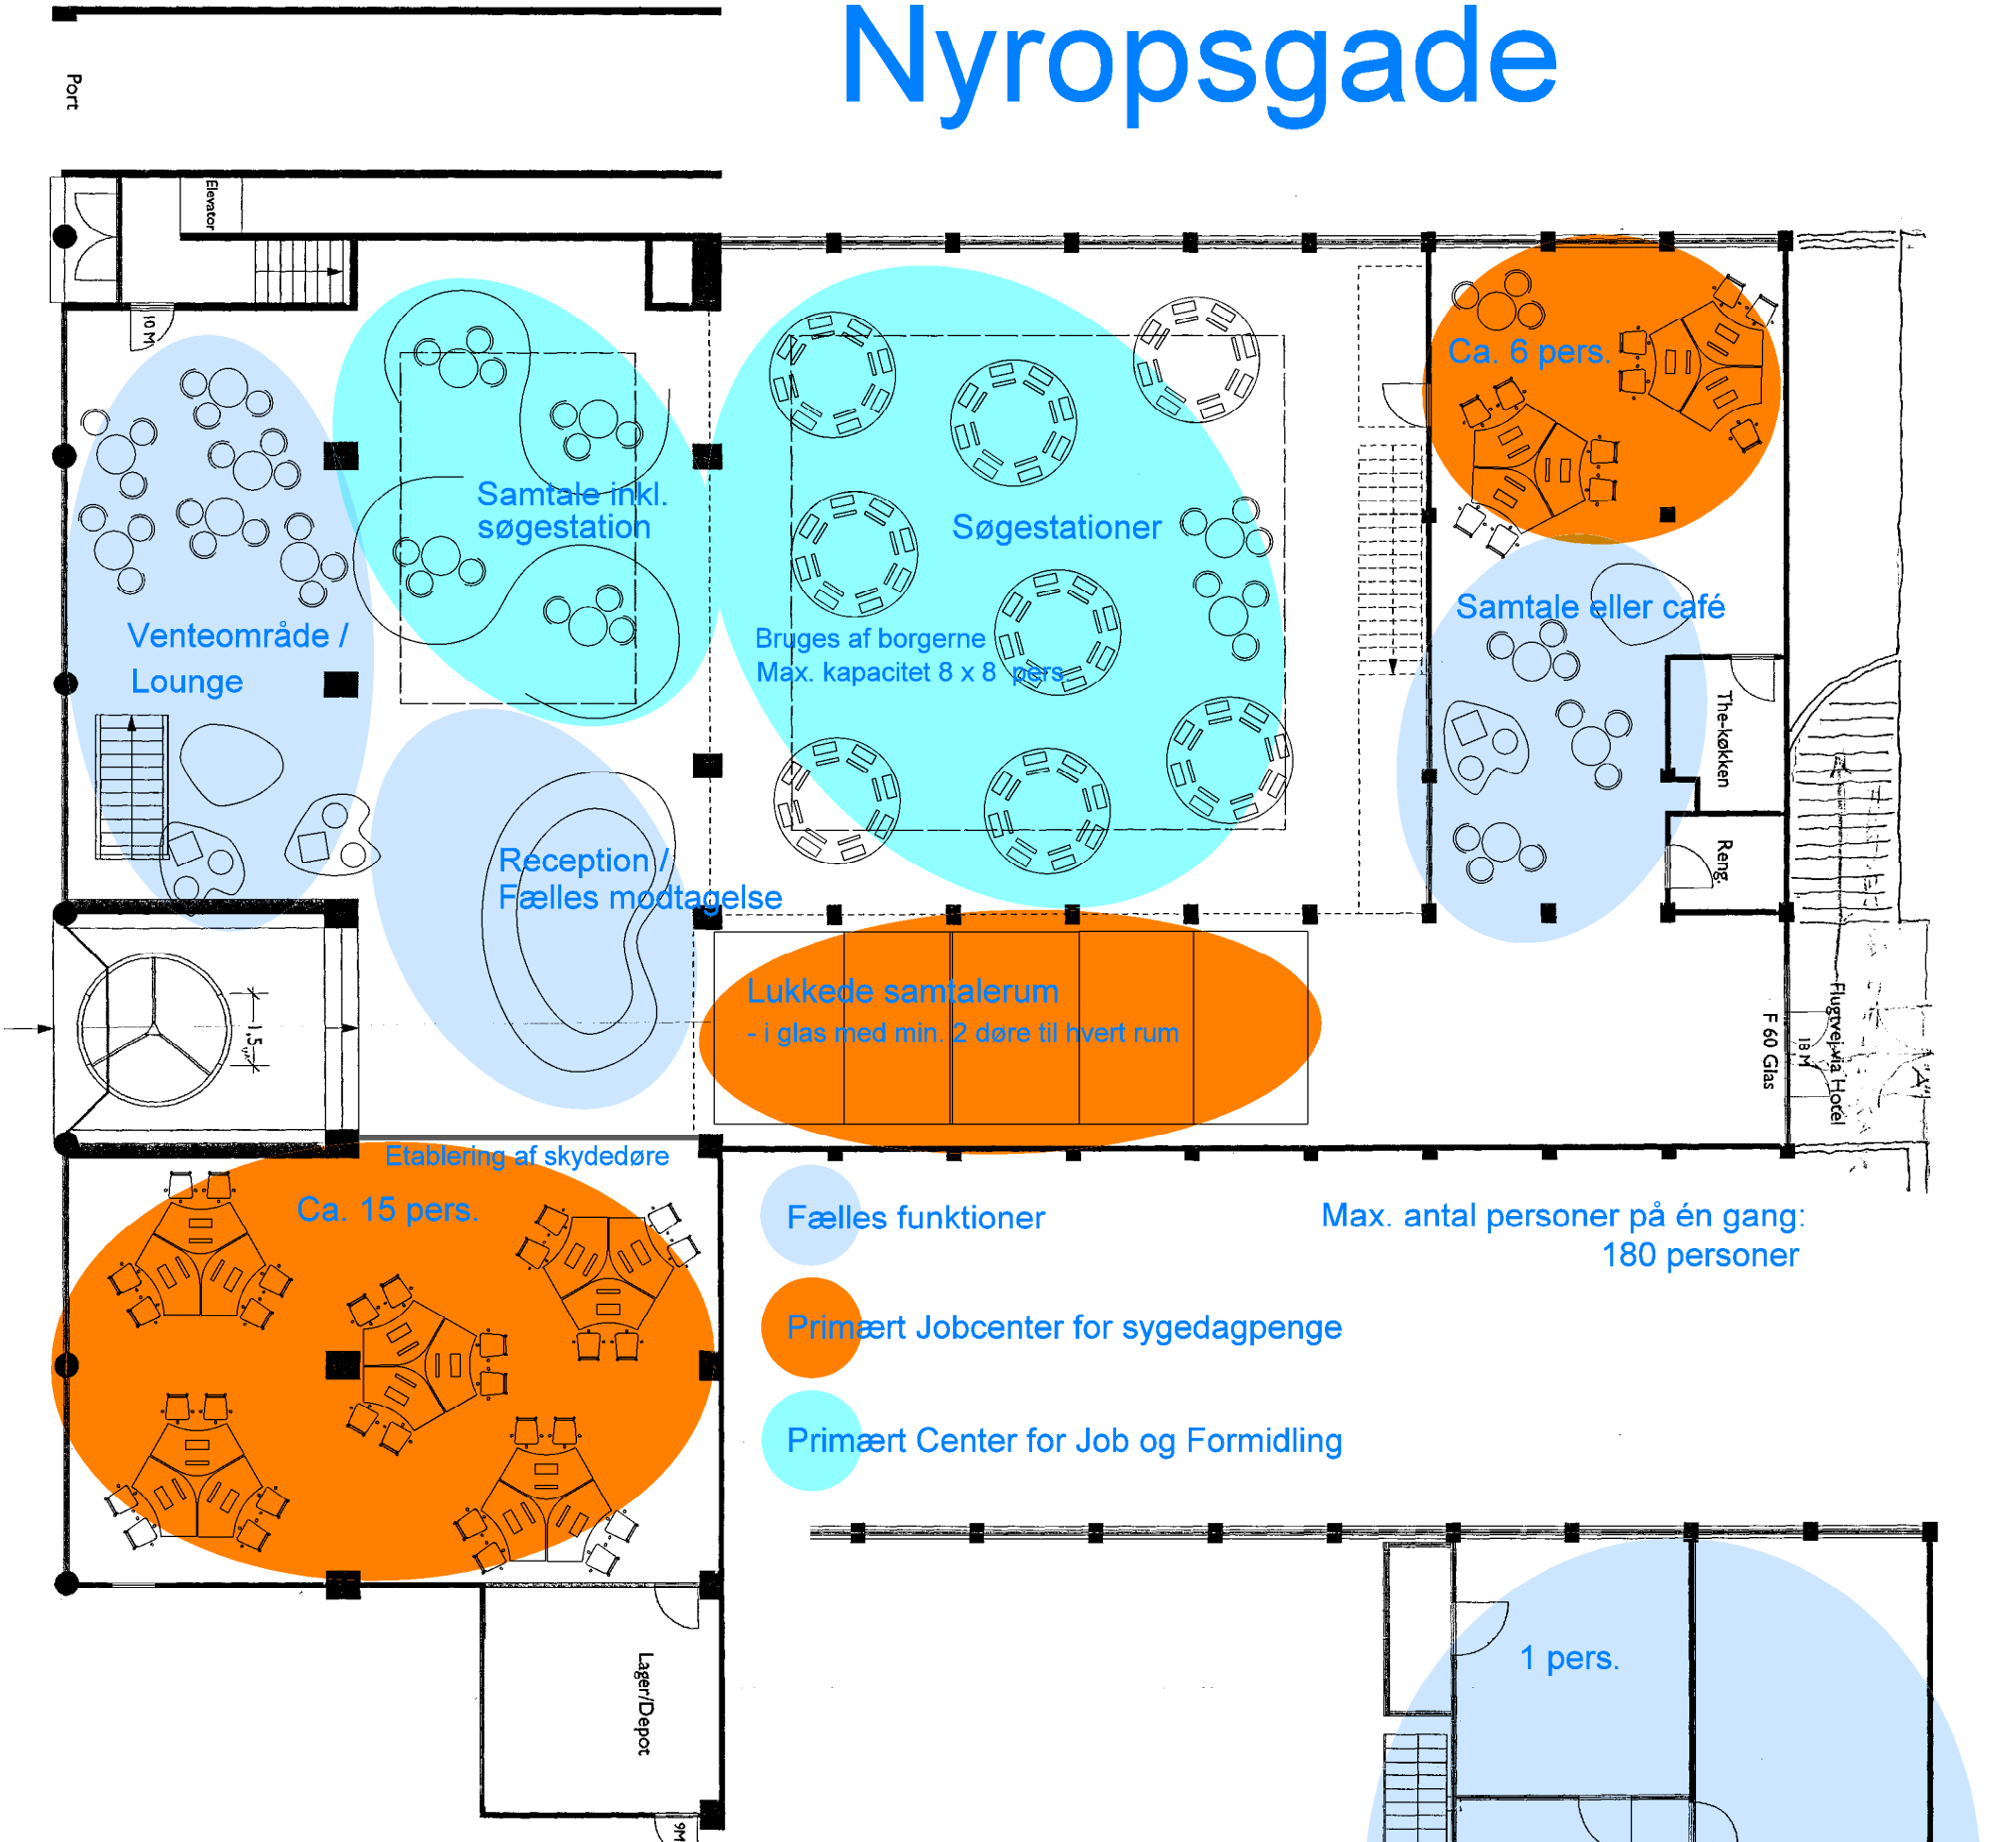 Nyropsgade
Port
Elevator
10 M
Ca. 6 pers.
Samtale inkl.
søgestation
Søgestationer
Samtale eller café
Venteområde /
Lounge
Bruges af borgerne
Max. kapacitet 8 x 8 pers.
The-køkken
Reng.
Reception /
Fælles modtagelse
Lukkede samtalerum
- i glas med min. 2 døre til hvert rum
1,5
F 60 Glas
18 M
Flugtvej via Hotel
"A"
Etablering af skydedøre
Ca. 15 pers.
Fælles funktioner
Max. antal personer på én gang:
180 personer
Primært Jobcenter for sygedagpenge
Primært Center for Job og Formidling
Lager/Depot
1 pers.
9M